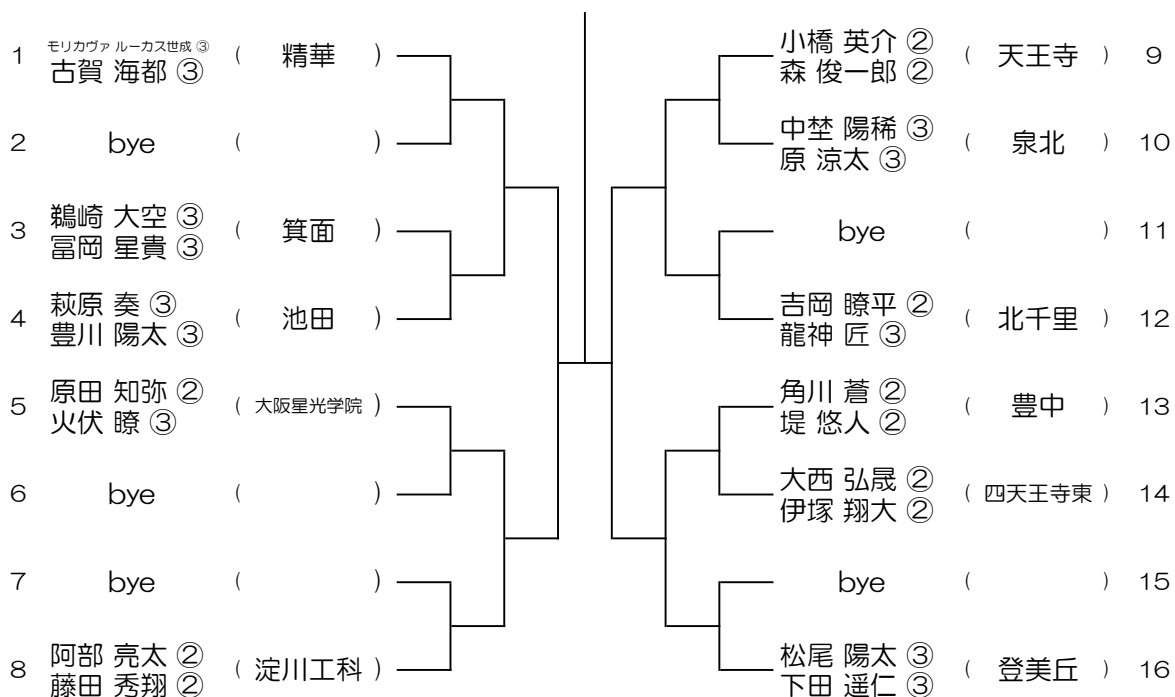 1 モリカヴァ ルーカス世成 ③
古賀 海都 ③ ( 精華 )
2 bye ( )
3 鵜崎 大空 ③
冨岡 星貴 ③ ( 箕面 )
4 萩原 奏 ③
豊川 陽太 ③ ( 池田 )
5 原田 知弥 ②
火伏 瞭 ③ ( 大阪星光学院 )
6 bye ( )
7 bye ( )
8 阿部 亮太 ②
藤田 秀翔 ② ( 淀川工科 )
小橋 英介 ②
森 俊一郎 ② ( 天王寺 ) 9
中埜 陽稀 ③
原 涼太 ③ ( 泉北 ) 10
bye ( ) 11
吉岡 瞭平 ②
龍神 匠 ③ ( 北千里 ) 12
角川 蒼 ②
堤 悠人 ② ( 豊中 ) 13
大西 弘晟 ②
伊塚 翔大 ② ( 四天王寺東 ) 14
bye ( ) 15
松尾 陽太 ③
下田 遥仁 ③ ( 登美丘 ) 16